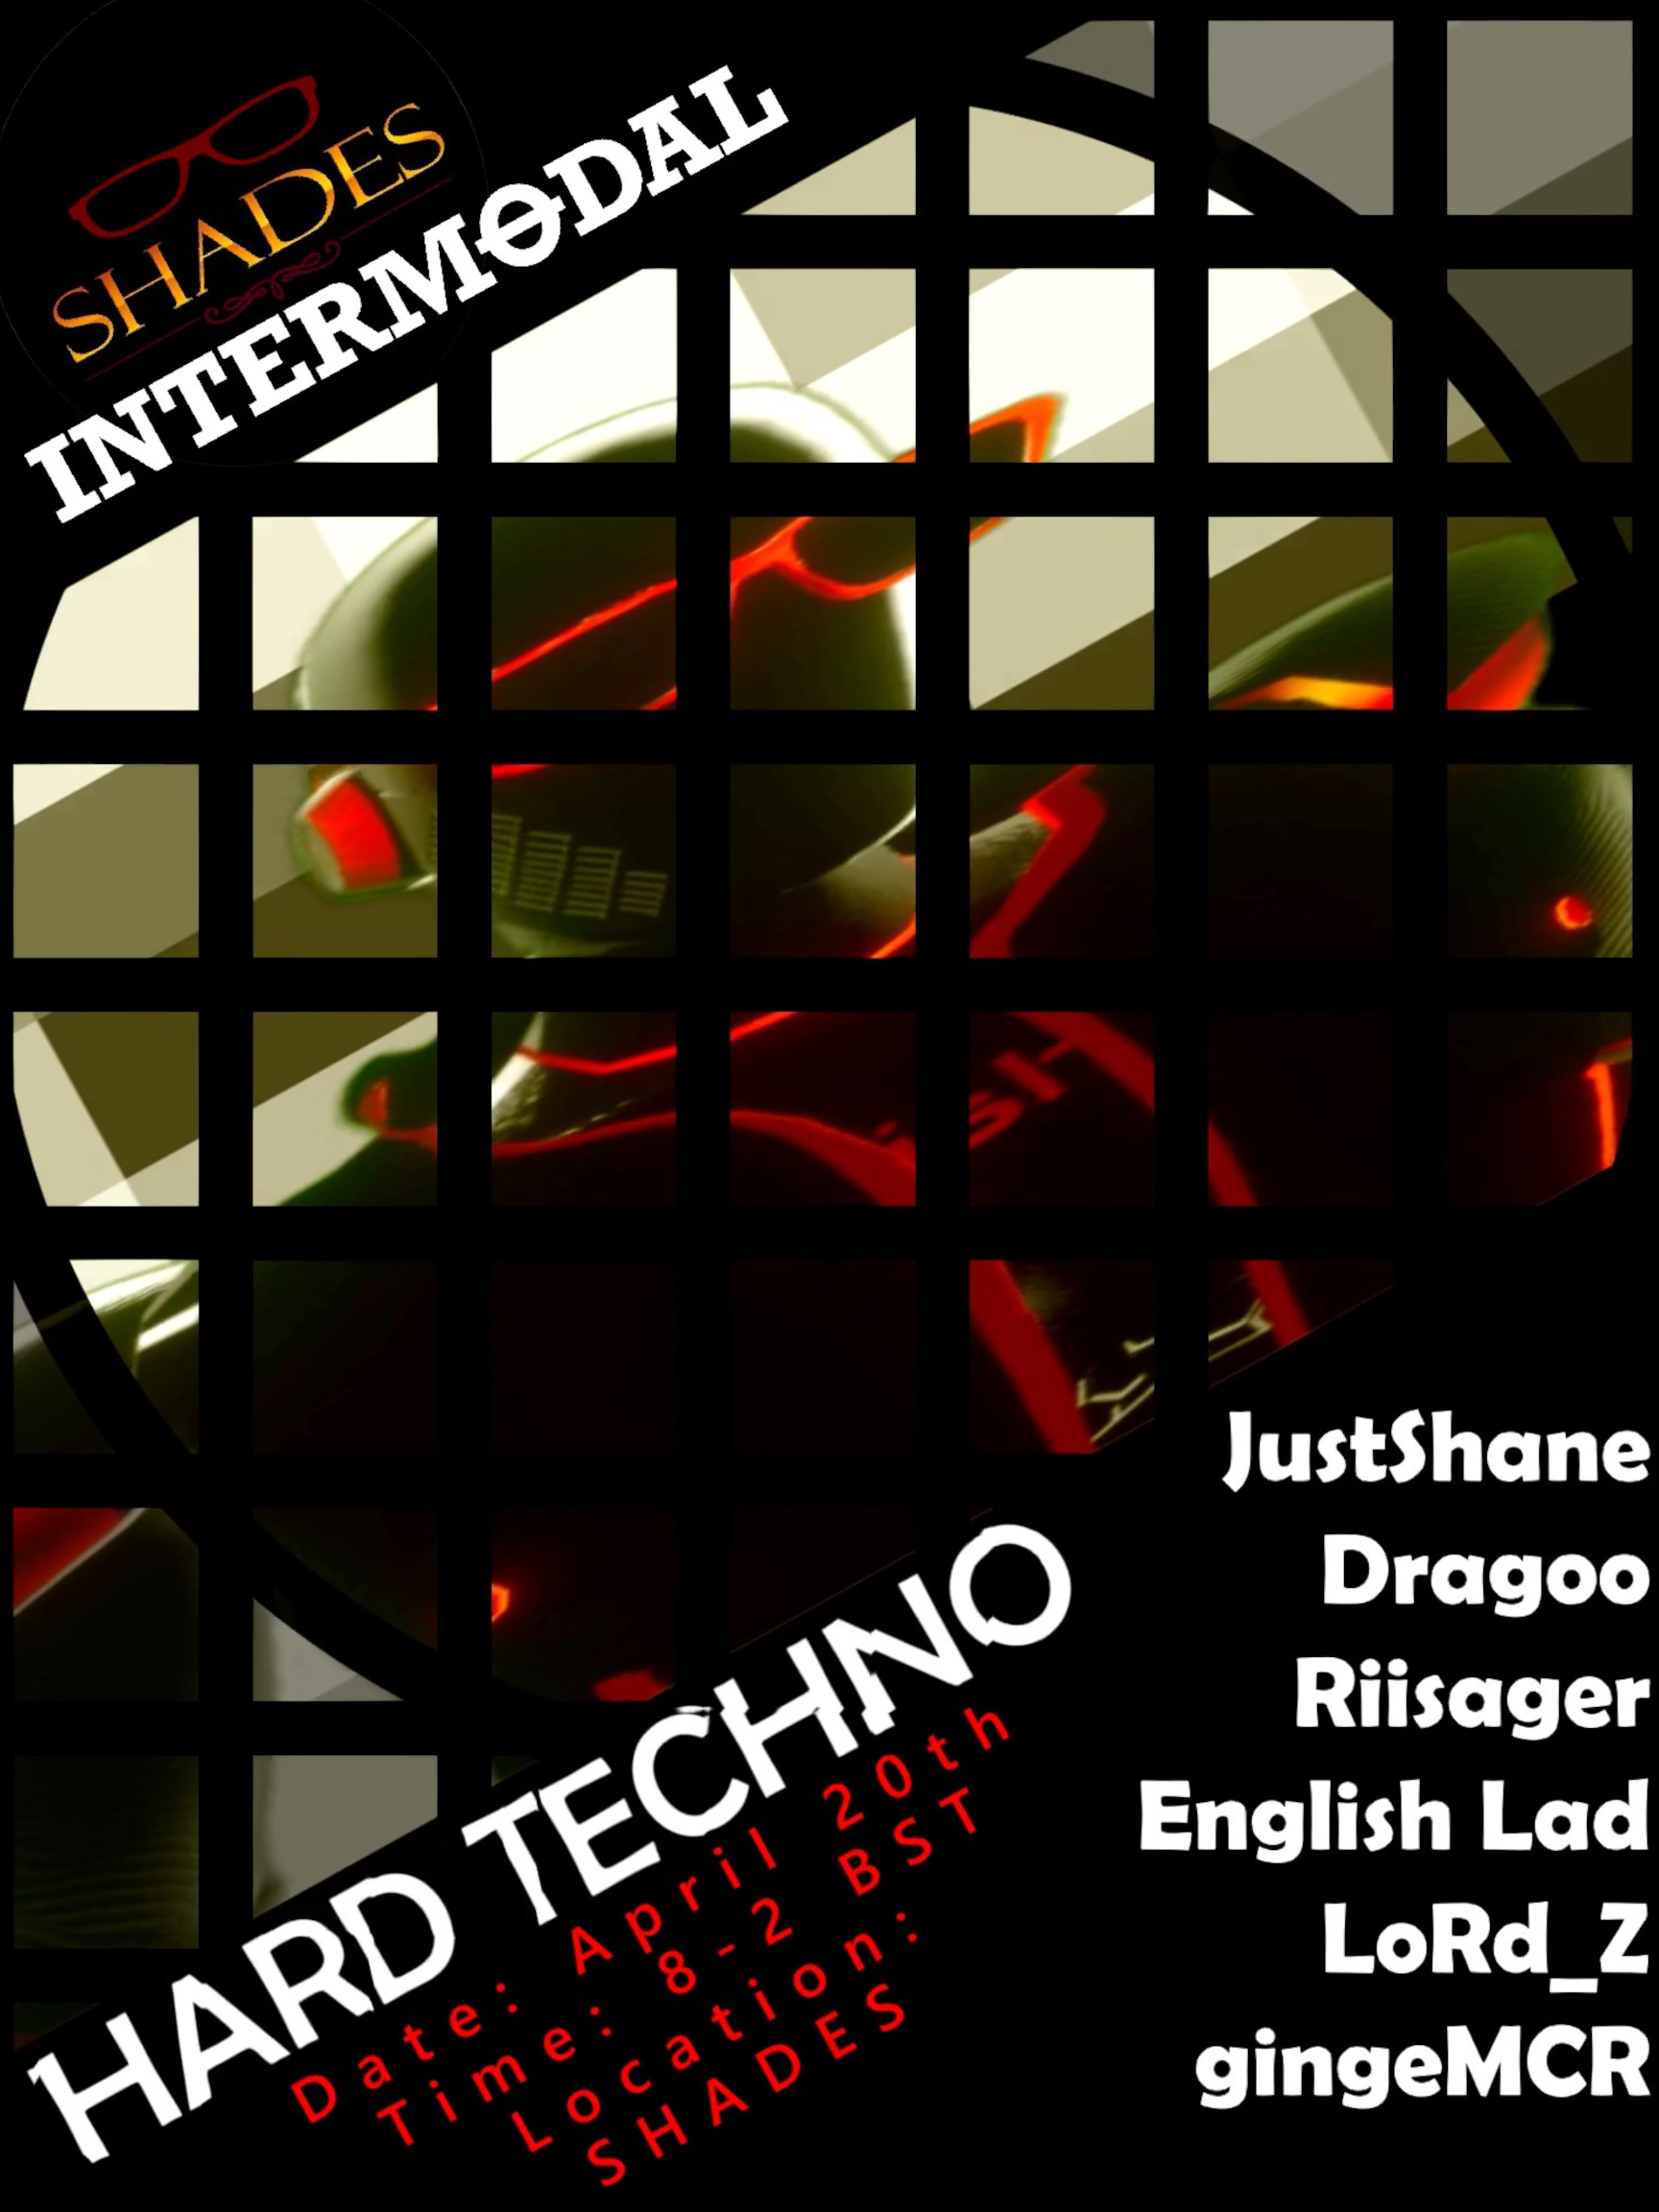 SHADES
INTERMODAL
JustShane
Dragoo
Riisager
English Lad
LoRd_Z
gingeMCR
HARD TECHNO
Date: April 20th
Time: 8-2 BST
Location:
SHADES